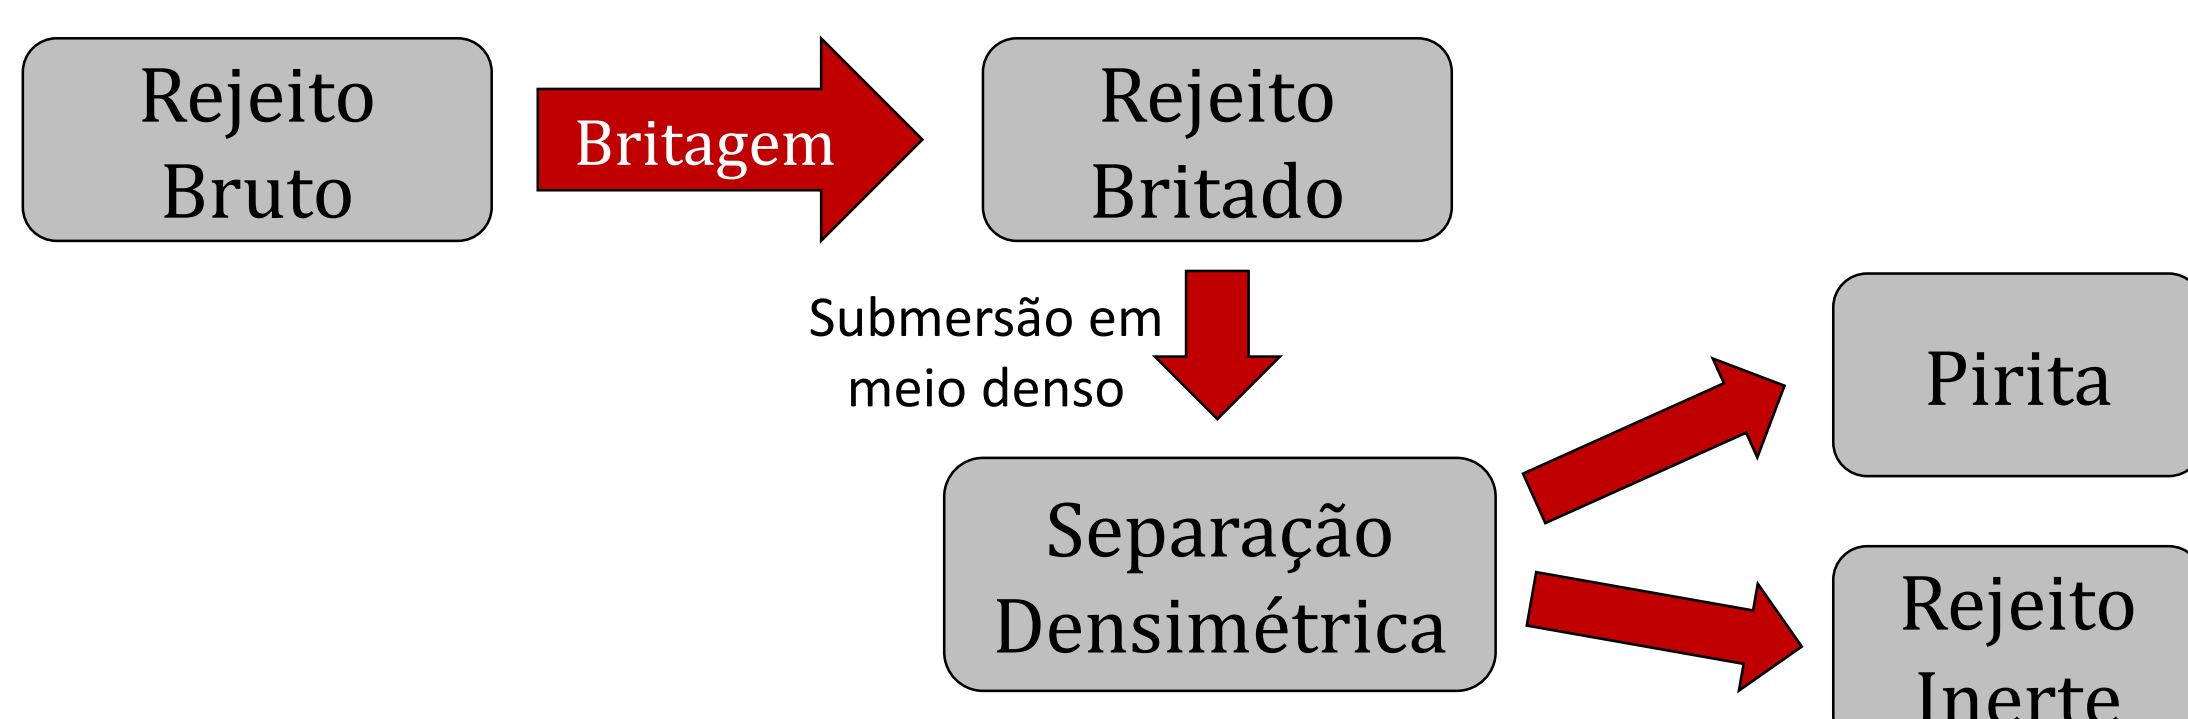 Rejeito
Bruto
Britagem
Rejeito
Britado
Submersão em
meio denso
Separação
Densimétrica
Pirita
Rejeito
Inerte